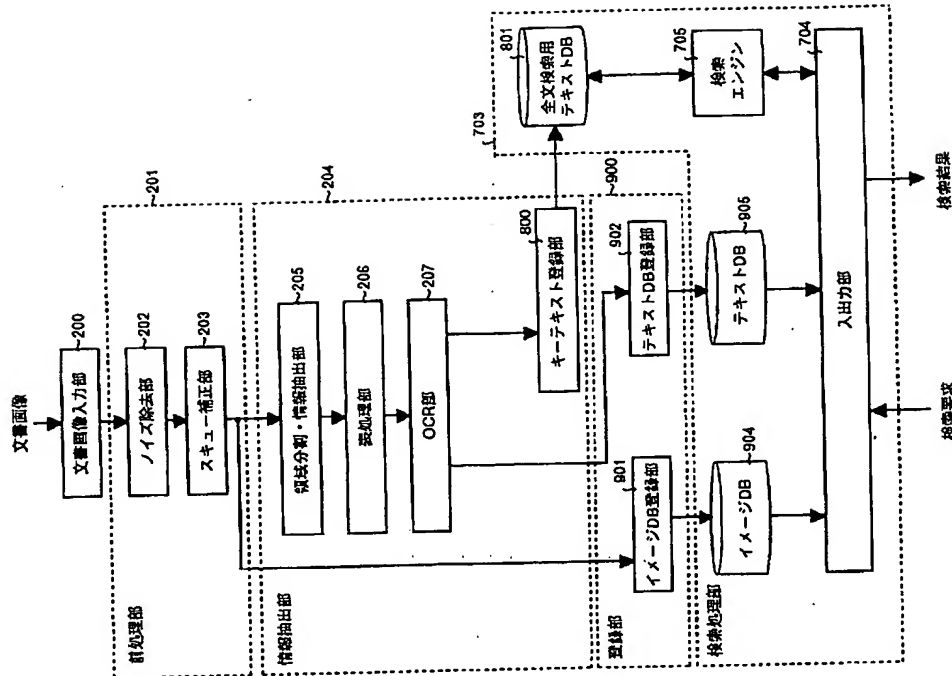 文書画像
文書画像入力部
200
201
前処理部
ノイズ除去部
202
スキュー補正部
203
204
情報抽出部
領域分割・情報抽出部
205
表処理部
206
OCR部
207
キーテキスト登録部
800
703
全文検索用
テキストDB
801
登録部
900
イメージDB登録部
901
テキストDB登録部
902
検索処理部
イメージDB
904
テキストDB
905
検索
エンジン
705
入出力部
704
検索要求
検索結果